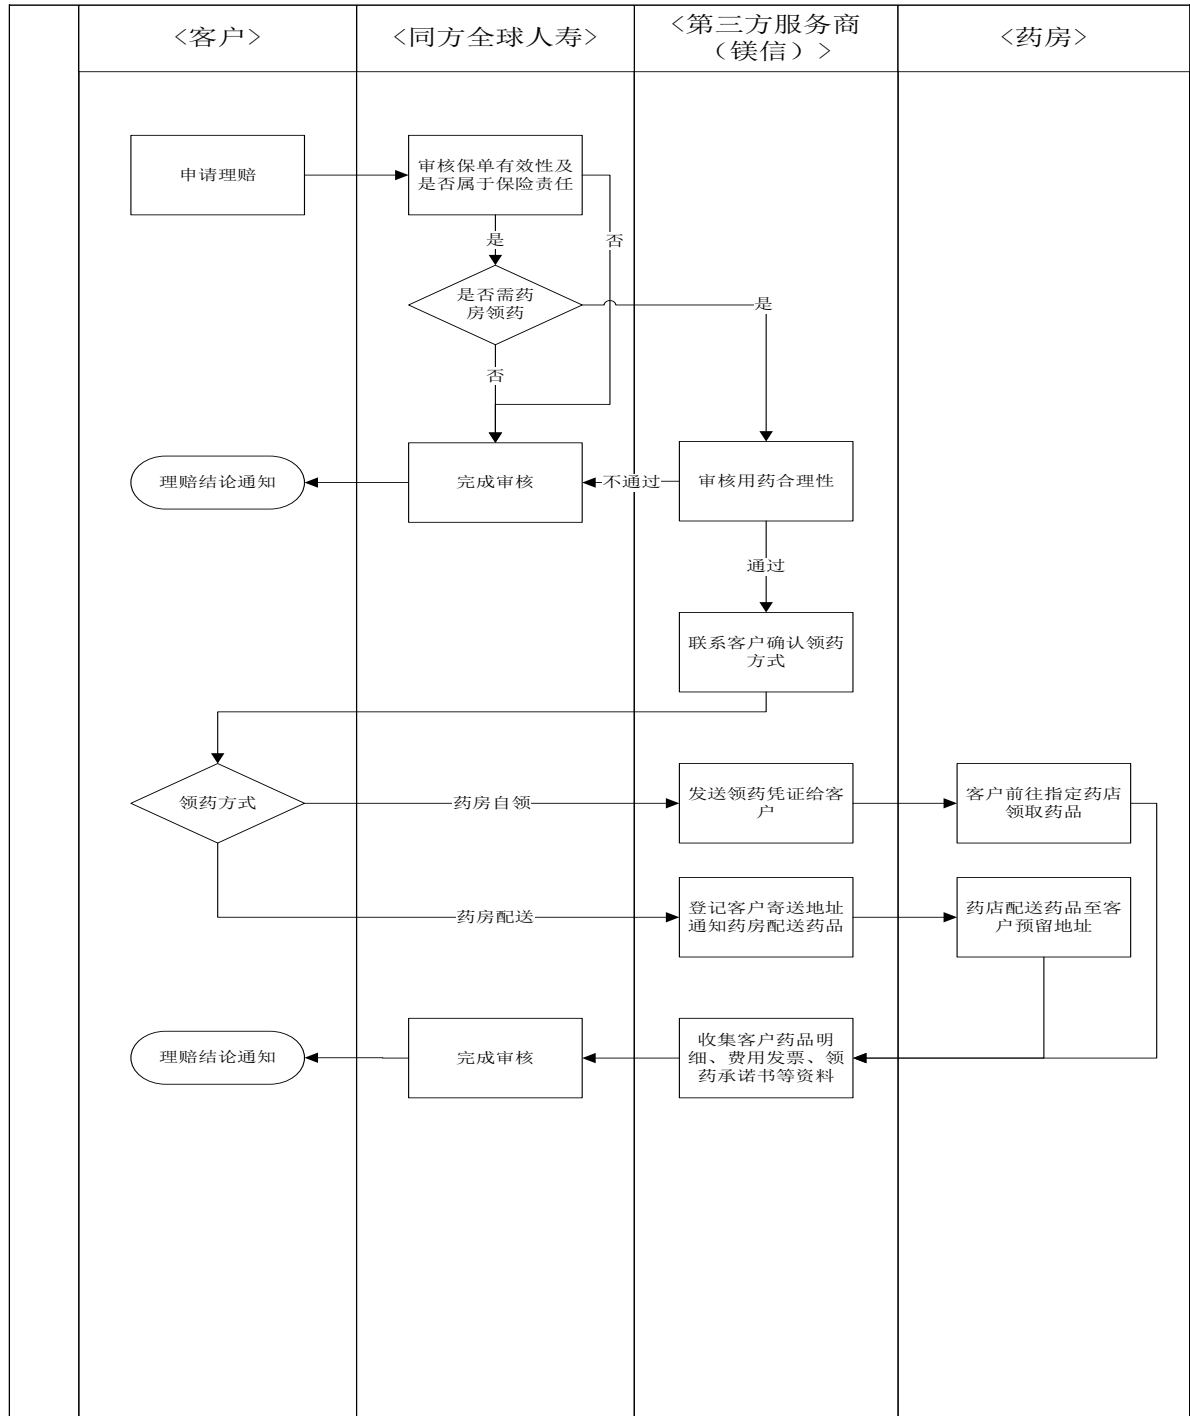 <客户>
<同方全球人寿>
<第三方服务商
（镁信）>
<药房>
申请理赔
审核保单有效性及
是否属于保险责任
是
否
是否需药
房领药
是
否
理赔结论通知
完成审核
不通过
审核用药合理性
通过
联系客户确认领药
方式
领药方式
药房自领
发送领药凭证给客
户
客户前往指定药店
领取药品
药房配送
登记客户寄送地址
通知药房配送药品
药店配送药品至客
户预留地址
理赔结论通知
完成审核
收集客户药品明
细、费用发票、领
药承诺书等资料